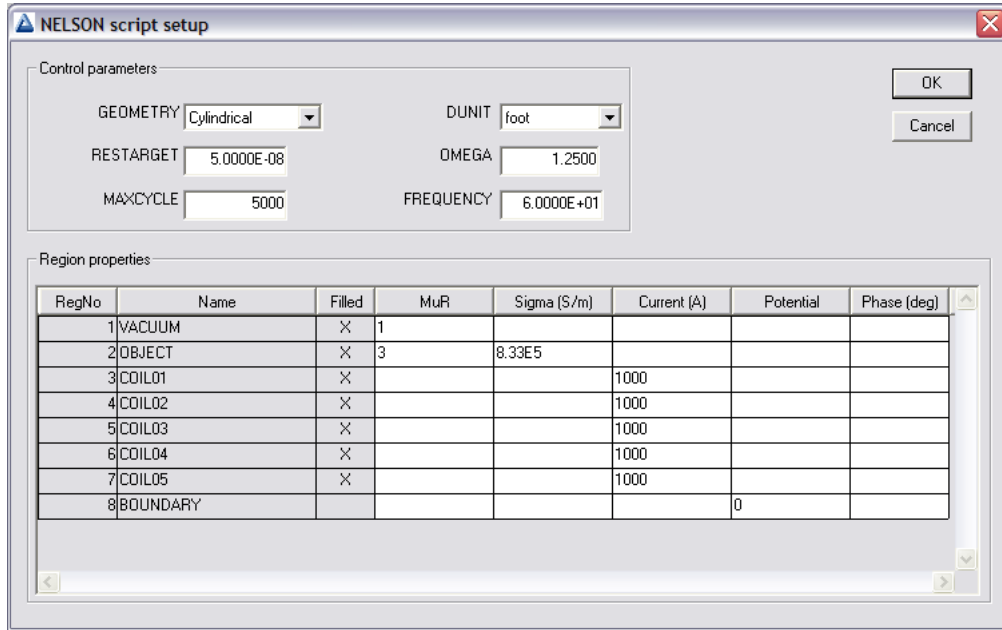 NELSON script setup
Control parameters
GEOMETRY Cylindrical DUNIT foot OK
RESTARGET 5.0000E-08 OMEGA 1.2500 Cancel
MAXCYCLE 5000 FREQUENCY 6.0000E+01
Region properties
RegNo Name Filled MuR Sigma (S/m) Current (A) Potential Phase (deg)
1 VACUUM X 1
2 OBJECT X 3 8.33E5
3 COIL01 X 1000
4 COIL02 X 1000
5 COIL03 X 1000
6 COIL04 X 1000
7 COIL05 X 1000
8 BOUNDARY 0